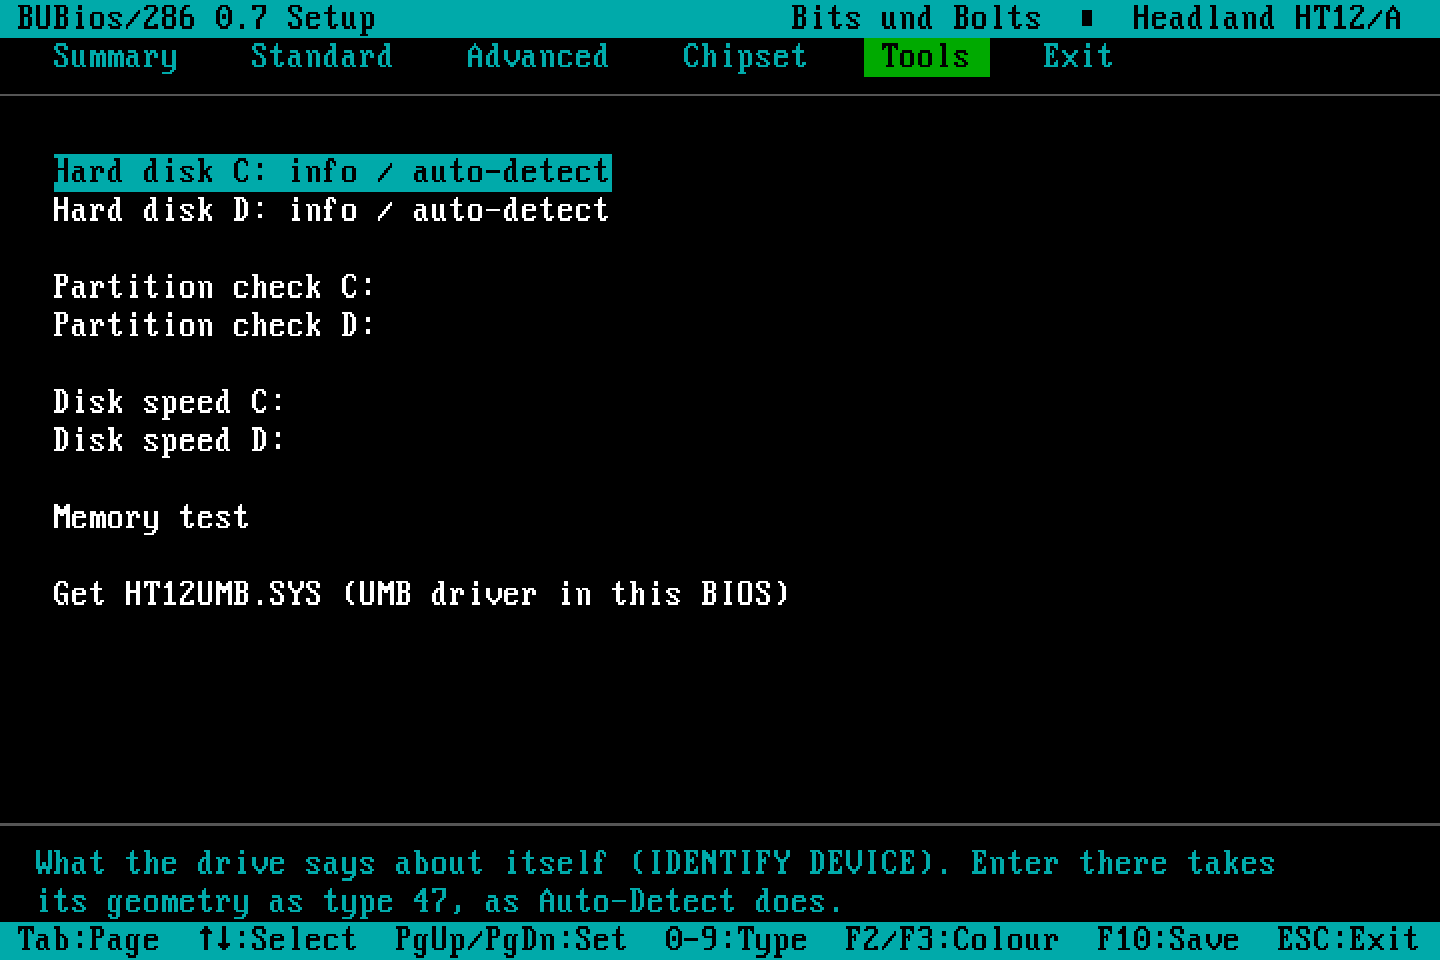 BUBios/286 0.7 Setup Bits und Bolts ▪ Headland HT12/A
Summary Standard Advanced Chipset Tools Exit
Hard disk C: info / auto-detect
Hard disk D: info / auto-detect
Partition check C:
Partition check D:
Disk speed C:
Disk speed D:
Memory test
Get HT12UMB.SYS (UMB driver in this BIOS)
What the drive says about itself (IDENTIFY DEVICE). Enter there takes
its geometry as type 47, as Auto-Detect does.
Tab:Page ↑↓:Select PgUp/PgDn:Set 0-9:Type F2/F3:Colour F10:Save ESC:Exit